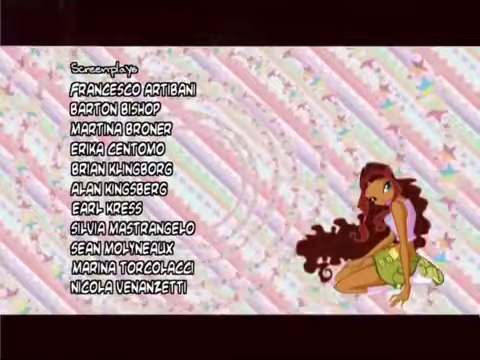 Screenplays
FRANCESCO ARTIBANI
BARTON BISHOP
MARTINA BRONER
ERIKA CENTOMO
BRIAN KLINGBORG
ALAN KINGSBERG
EARL KRESS
SILVIA MASTRANGELO
SEAN MOLYNEAUX
MARINA TORCOLACCI
NICOLA VENANZETTI